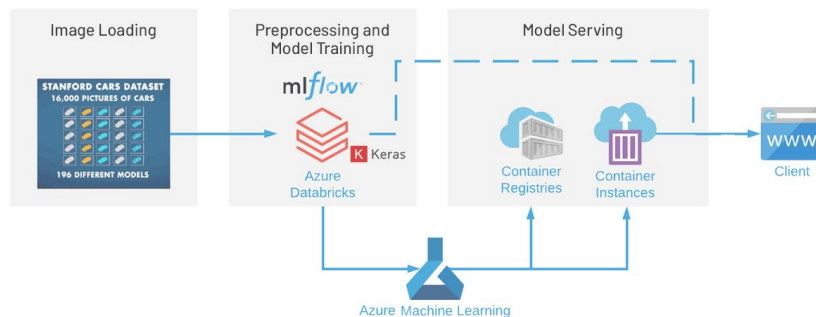 Image Loading
STANFORD CARS DATASET
16,000 PICTURES OF CARS
196 DIFFERENT MODELS
Preprocessing and
Model Training
mlflow
K Keras
Azure
Databricks
Model Serving
Container
Registries
Container
Instances
WWW
Client
Azure Machine Learning